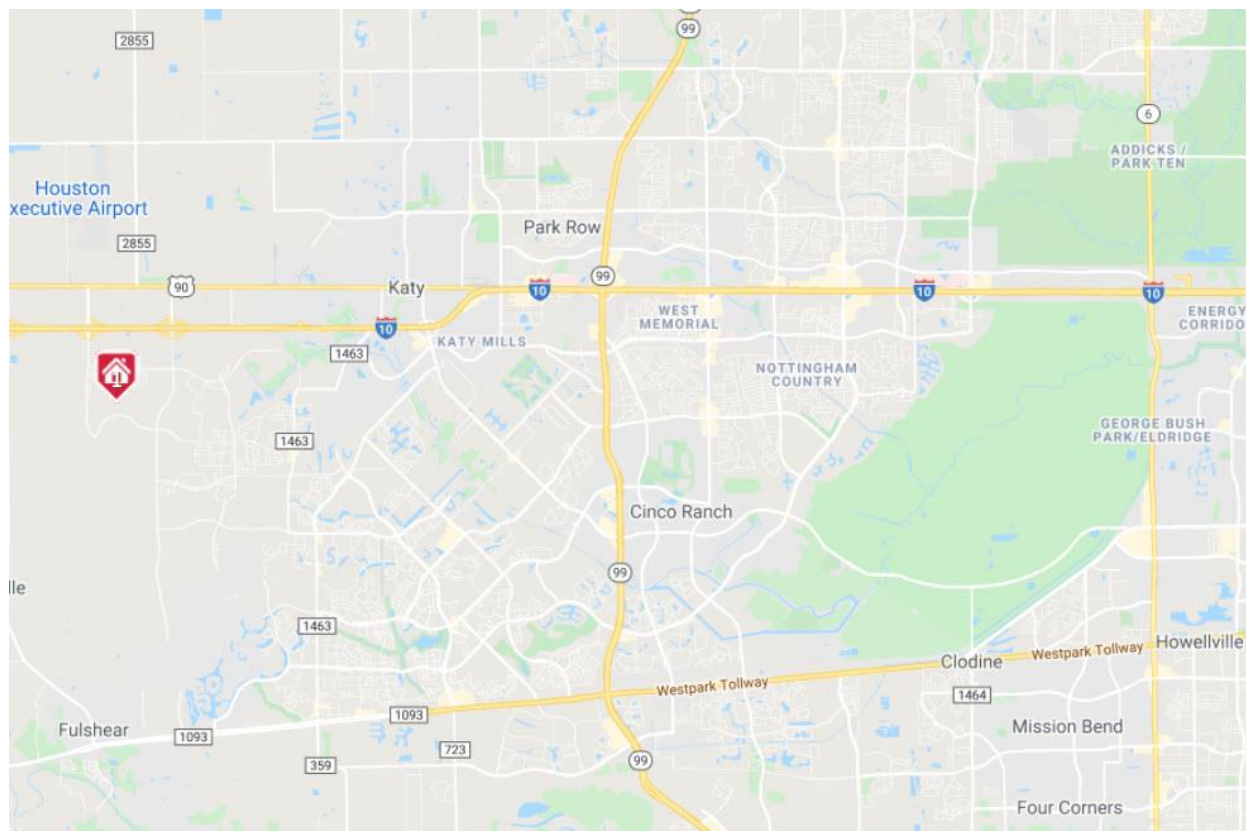 99
2855
99
6
ADDICKS /
PARK TEN
Houston
xecutive Airport
Park Row
2855
99
90
Katy
10
10
10
WEST
MEMORIAL
ENERGY
CORRIDO
10
KATY MILLS
1463
NOTTINGHAM
COUNTRY
1463
GEORGE BUSH
PARK/ELDRIDGE
Cinco Ranch
99
lle
1463
Howellville
Westpark Tollway
Clodine
Westpark Tollway
1464
1093
Fulshear
1093
Mission Bend
723
359
99
Four Corners